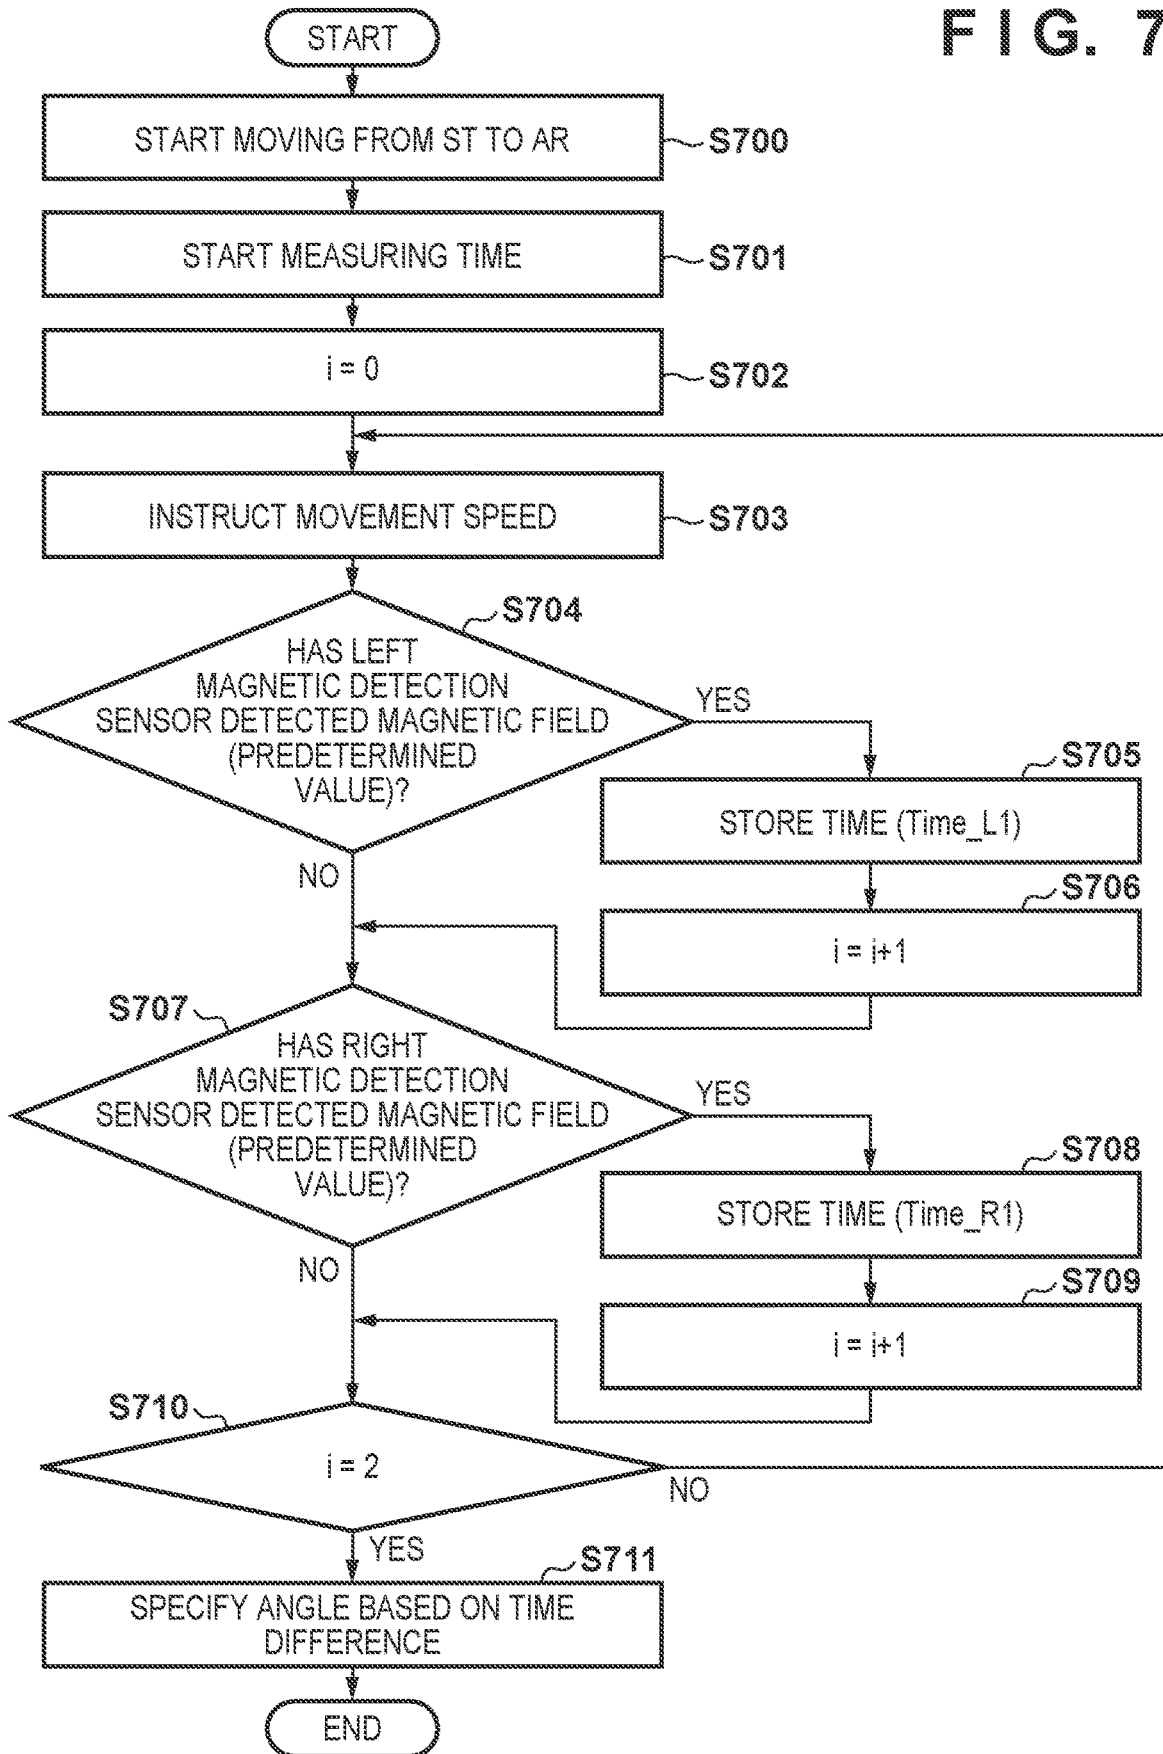 FIG. 7
START
START MOVING FROM ST TO AR
S700
START MEASURING TIME
S701
i = 0
S702
INSTRUCT MOVEMENT SPEED
S703
S704
HAS LEFT
MAGNETIC DETECTION
SENSOR DETECTED MAGNETIC FIELD
(PREDETERMINED
VALUE)?
YES
NO
S705
STORE TIME (Time_L1)
S706
i = i+1
S707
HAS RIGHT
MAGNETIC DETECTION
SENSOR DETECTED MAGNETIC FIELD
(PREDETERMINED
VALUE)?
YES
NO
S708
STORE TIME (Time_R1)
S709
i = i+1
S710
i = 2
NO
YES
S711
SPECIFY ANGLE BASED ON TIME
DIFFERENCE
END